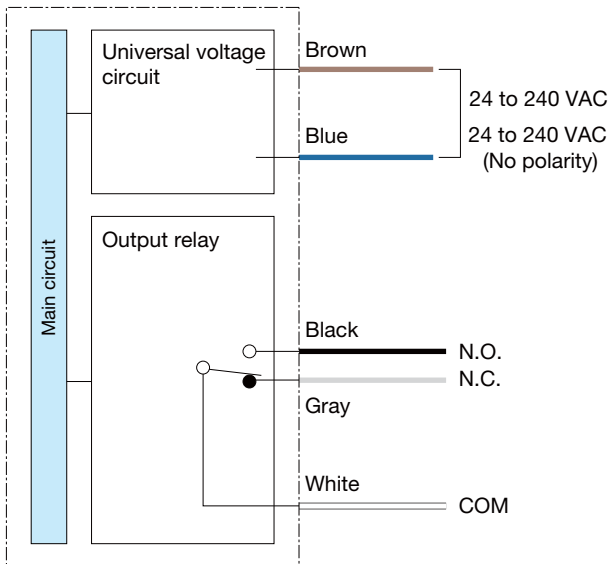 Universal voltage
circuit
Brown
24 to 240 VAC
Blue
24 to 240 VAC
(No polarity)
Main circuit
Output relay
Black
N.O.
N.C.
Gray
White
COM